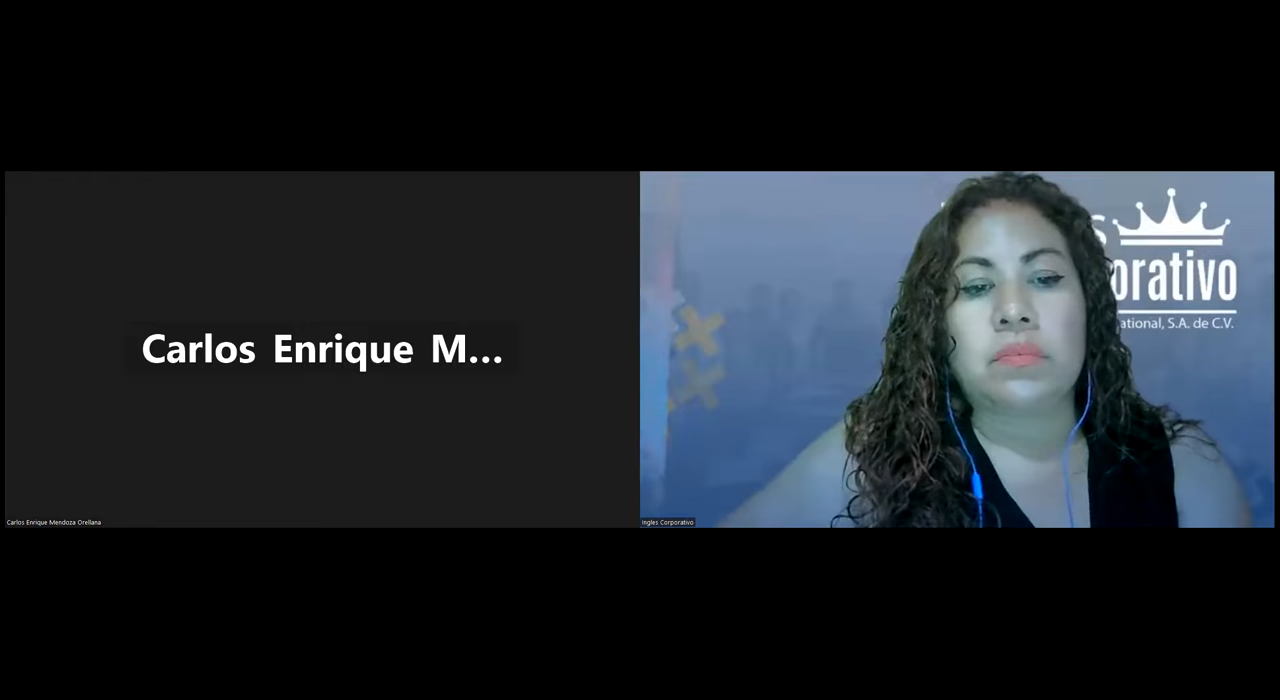 Carlos Enrique M...
Carlos Enrique Mendoza Orellana
s
orativo
ational, S.A. de C.V.
Ingles Corporativo